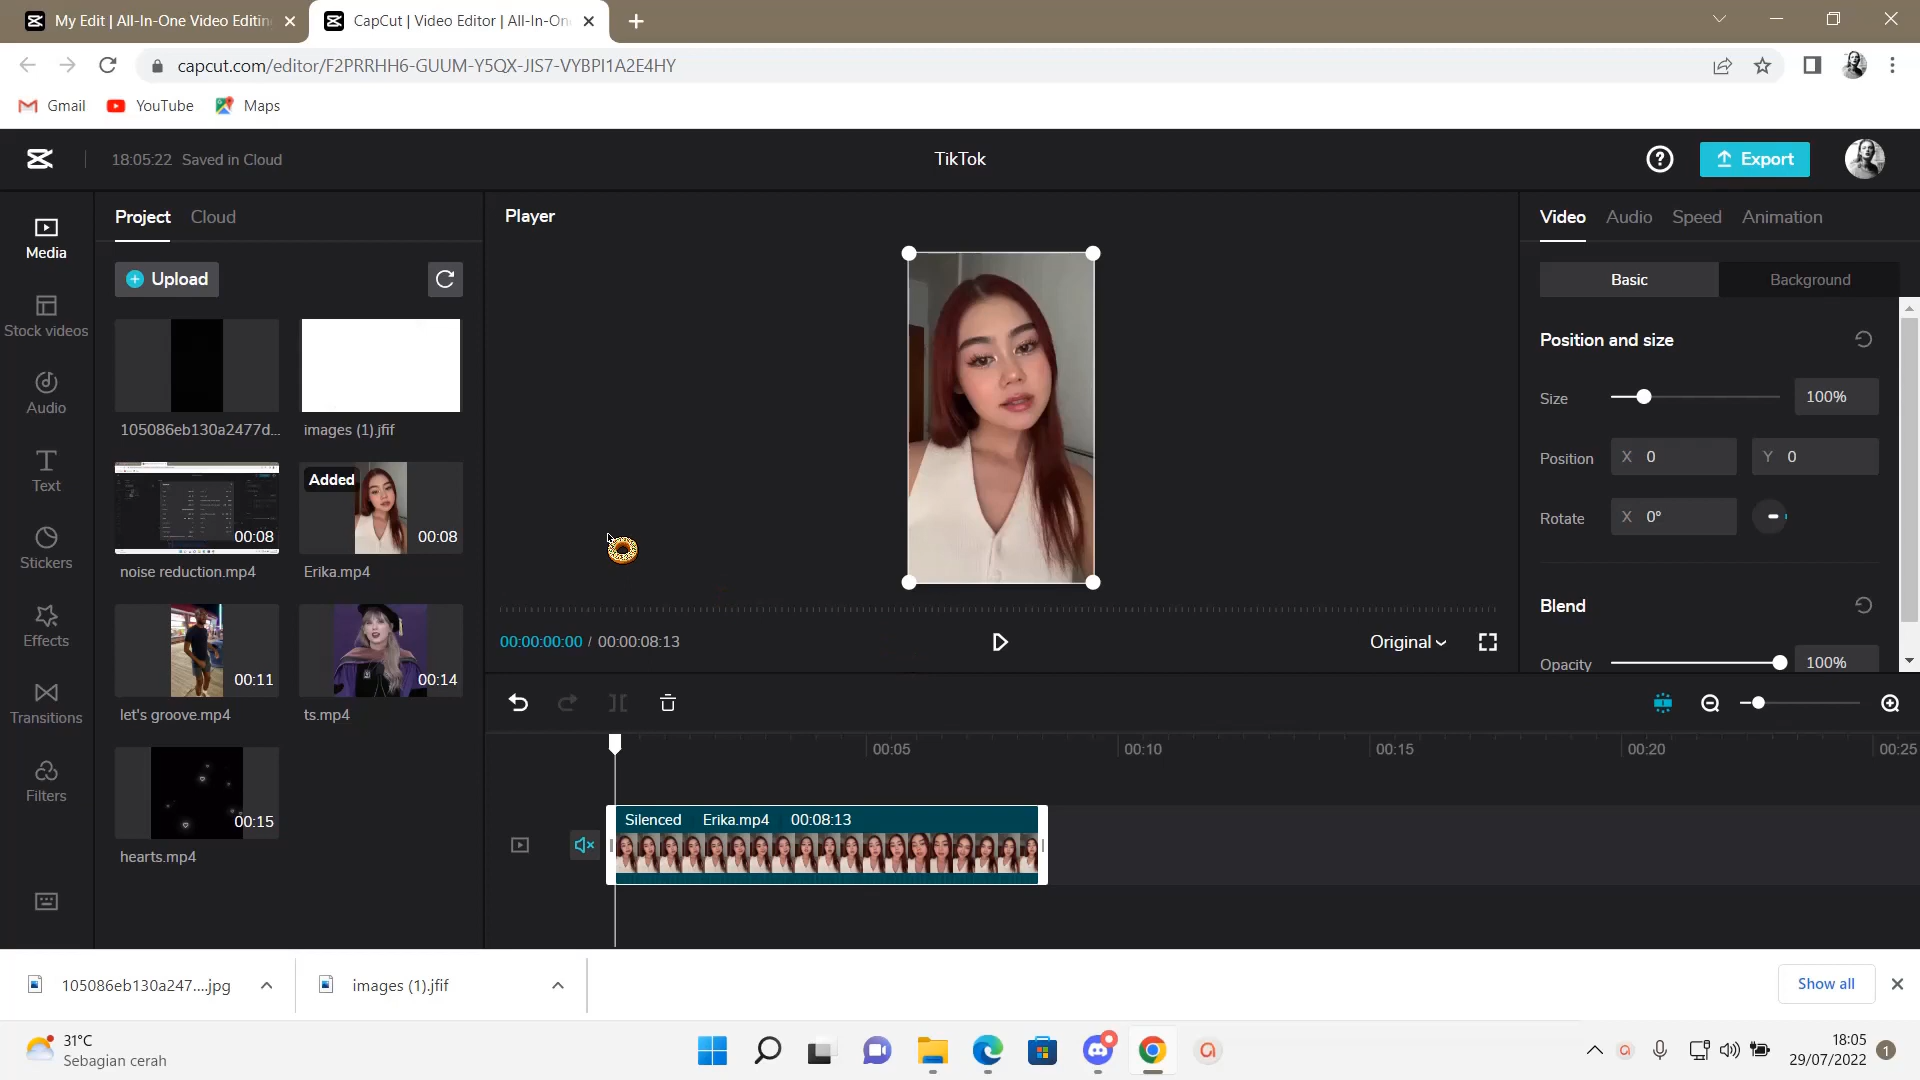 My Edit | All-In-One Video Editin
CapCut | Video Editor | All-In-On
capcut.com/editor/F2PRRHH6-GUUM-Y5QX-JIS7-VYBPI1A2E4HY
Gmail
YouTube
Maps
18:05:22 Saved in Cloud
TikTok
Export
Media
Stock videos
Audio
Text
Stickers
Effects
Transitions
Filters
Project
Cloud
Upload
105086eb130a2477d...
images (1).jfif
00:08
noise reduction.mp4
Added
00:08
Erika.mp4
00:11
let's groove.mp4
00:14
ts.mp4
00:15
hearts.mp4
Player
00:00:00:00 / 00:00:08:13
Original
Video
Audio
Speed
Animation
Basic
Background
Position and size
Size
100%
Position
X 0
Y 0
Rotate
X 0°
Blend
Opacity
100%
00:05
00:10
00:15
00:20
00:25
Silenced Erika.mp4 00:08:13
105086eb130a247....jpg
images (1).jfif
Show all
31°C
Sebagian cerah
18:05
29/07/2022
1